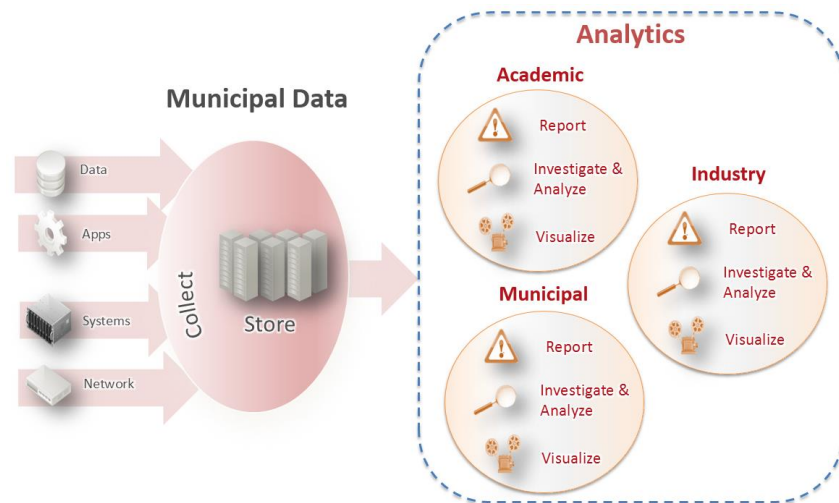 Municipal Data
Data
Apps
Systems
Network
Collect
Store
Analytics
Academic
Report
Investigate &
Analyze
Visualize
Industry
Report
Investigate &
Analyze
Visualize
Municipal
Report
Investigate &
Analyze
Visualize